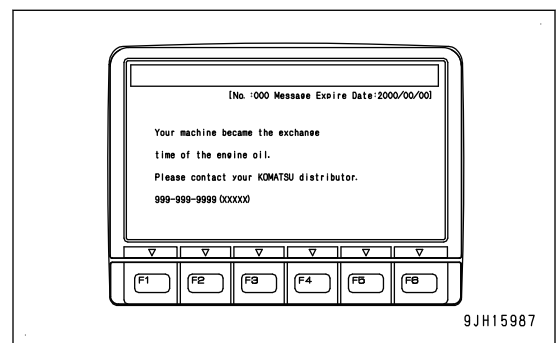 [No. :000 Message Expire Date:2000/00/00]
Your machine became the exchange
time of the engine oil.
Please contact your KOMATSU distributor.
999-999-9999 (XXXXX)
F1 F2 F3 F4 F5 F6
9JH15987